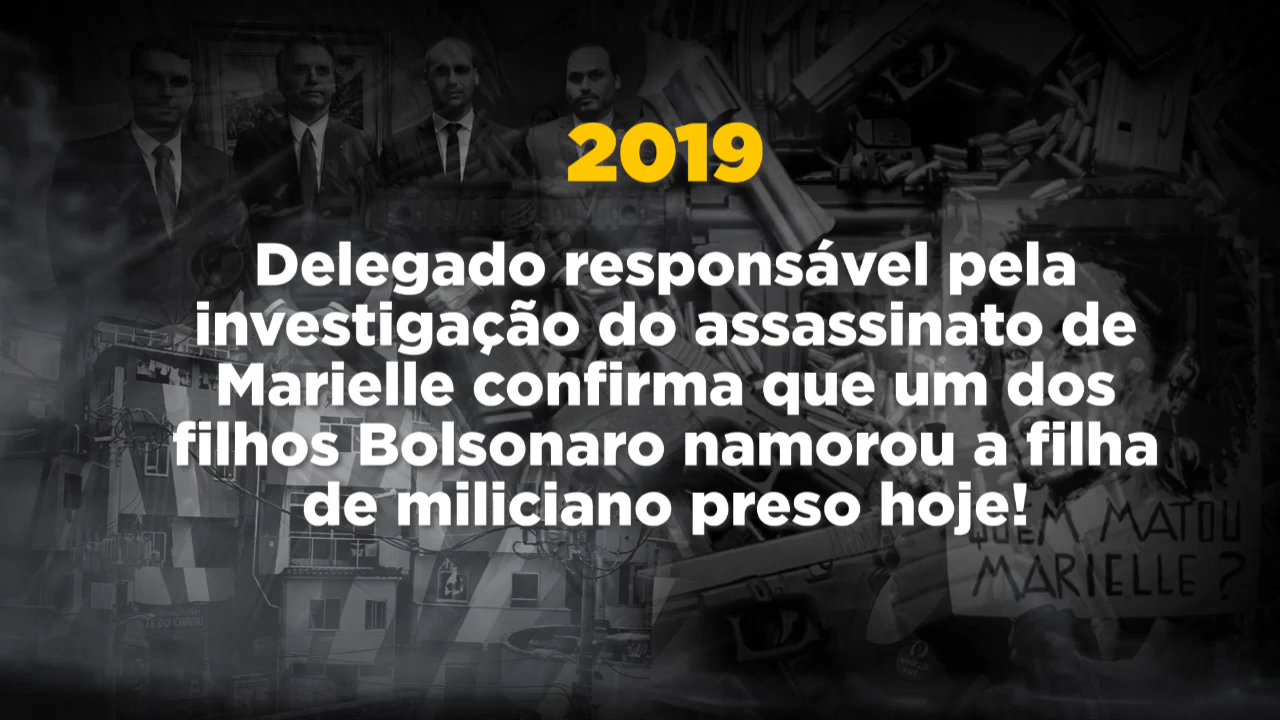 2019
Delegado responsável pela
investigação do assassinato de
Marielle confirma que um dos
filhos Bolsonaro namorou a filha
de miliciano preso hoje!
QUEM MATOU
MARIELLE?